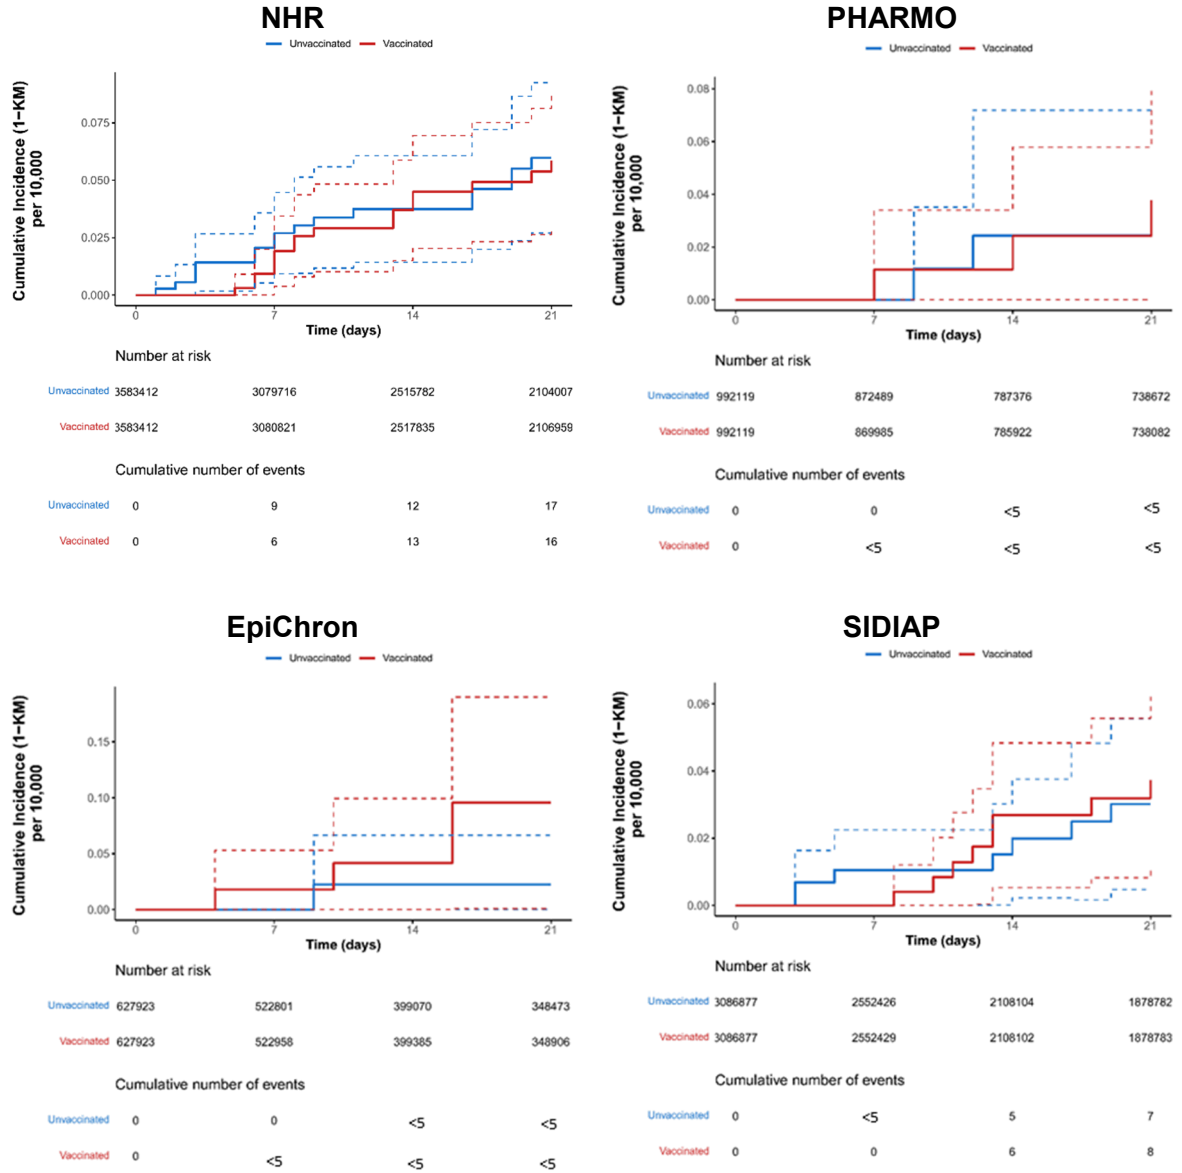 NHR
Unvaccinated Vaccinated
Cumulative Incidence (1−KM)
per 10,000
0.075
0.050
0.025
0.000
0 7 14 21
Time (days)
Number at risk
Unvaccinated 3583412 3079716 2515782 2104007
Vaccinated 3583412 3080821 2517835 2106959
Cumulative number of events
Unvaccinated 0 9 12 17
Vaccinated 0 6 13 16
PHARMO
Unvaccinated Vaccinated
Cumulative Incidence (1−KM)
per 10,000
0.08
0.06
0.04
0.02
0.00
0 7 14 21
Time (days)
Number at risk
Unvaccinated 992119 872489 787376 738672
Vaccinated 992119 869985 785922 738082
Cumulative number of events
Unvaccinated 0 0 <5 <5
Vaccinated 0 <5 <5 <5
EpiChron
Unvaccinated Vaccinated
Cumulative Incidence (1−KM)
per 10,000
0.15
0.10
0.05
0.00
0 7 14 21
Time (days)
Number at risk
Unvaccinated 627923 522801 399070 348473
Vaccinated 627923 522958 399385 348906
Cumulative number of events
Unvaccinated 0 0 <5 <5
Vaccinated 0 <5 <5 <5
SIDIAP
Unvaccinated Vaccinated
Cumulative Incidence (1−KM)
per 10,000
0.06
0.04
0.02
0.00
0 7 14 21
Time (days)
Number at risk
Unvaccinated 3086877 2552426 2108104 1878782
Vaccinated 3086877 2552429 2108102 1878783
Cumulative number of events
Unvaccinated 0 <5 5 7
Vaccinated 0 0 6 8